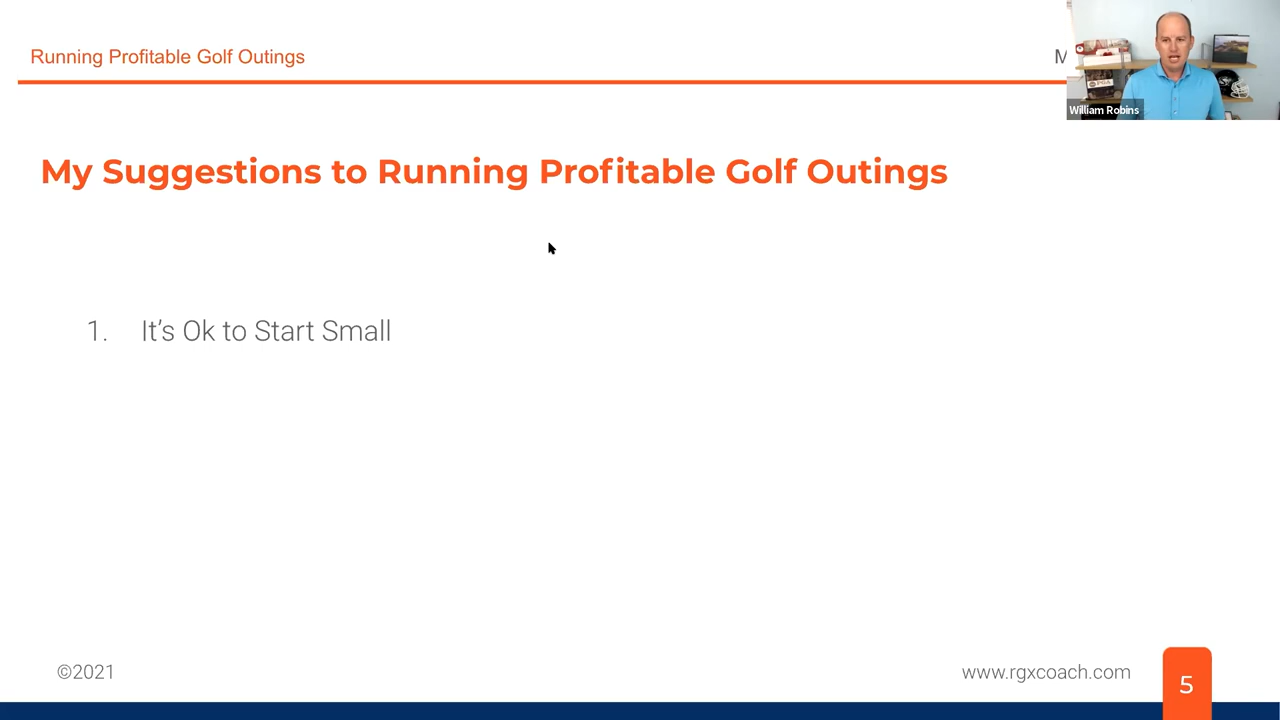 Running Profitable Golf Outings
M
William Robins
My Suggestions to Running Profitable Golf Outings
1. It’s Ok to Start Small
©2021
www.rgxcoach.com
5